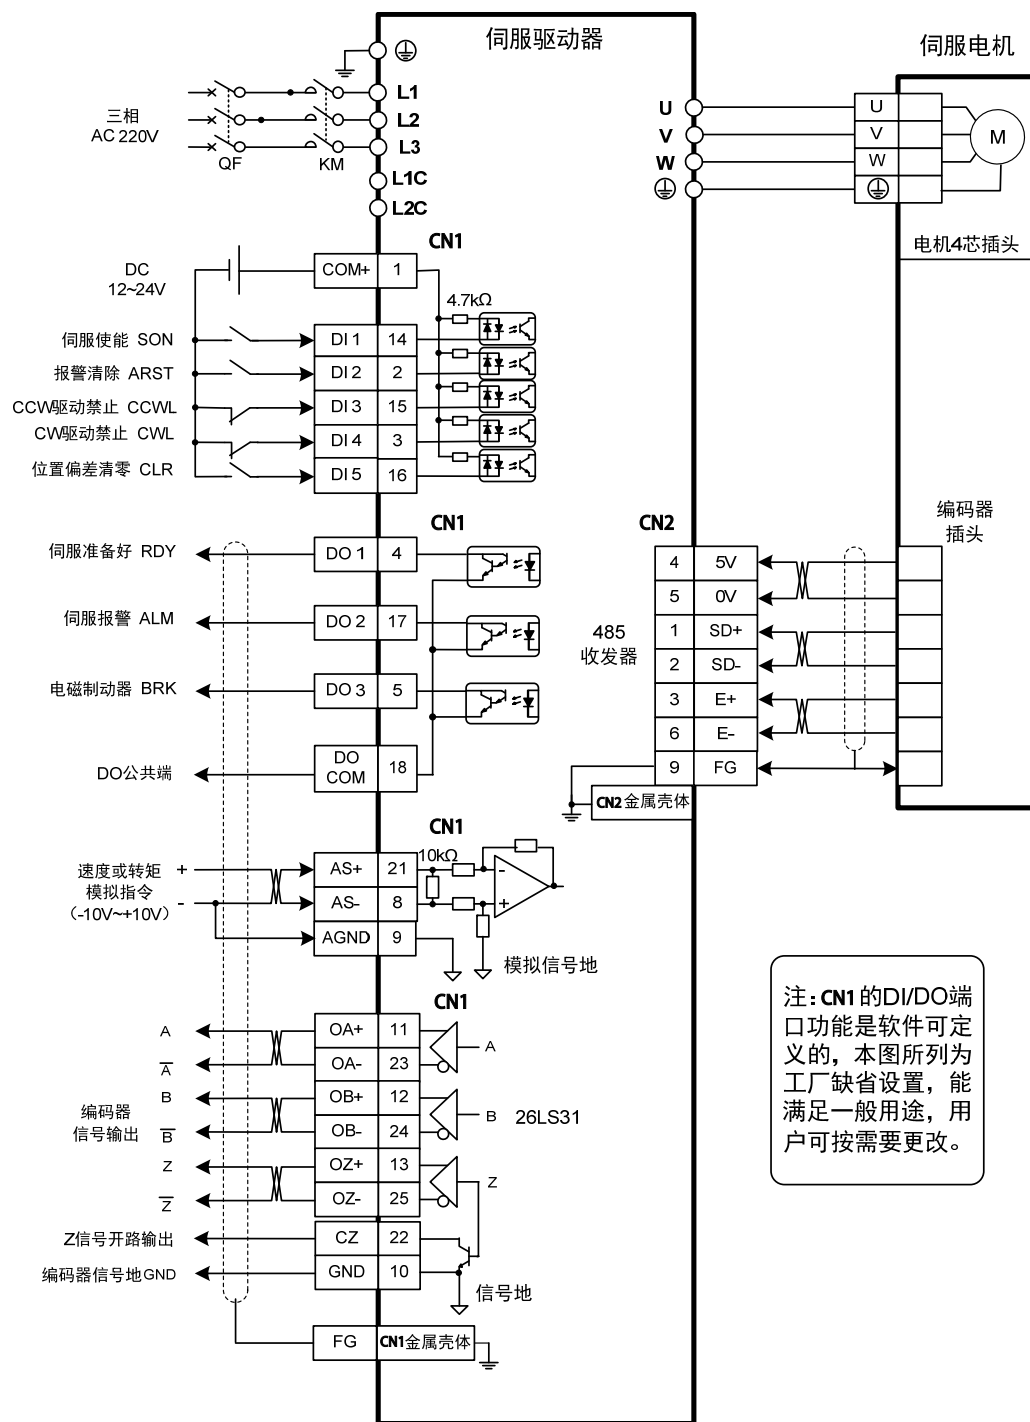 伺服驱动器
伺服电机
三相
AC 220V
QF
KM
L1
L2
L3
L1C
L2C
U
V
W
U
V
W
M
电机4芯插头
CN1
DC
12~24V
COM+ 1
4.7kΩ
伺服使能 SON DI 1 14
报警清除 ARST DI 2 2
CCW驱动禁止 CCWL DI 3 15
CW驱动禁止 CWL DI 4 3
位置偏差清零 CLR DI 5 16
CN1
伺服准备好 RDY DO 1 4
伺服报警 ALM DO 2 17
电磁制动器 BRK DO 3 5
DO公共端 DO COM 18
CN2
编码器
插头
485
收发器
4 5V
5 0V
1 SD+
2 SD-
3 E+
6 E-
9 FG
CN2金属壳体
CN1
速度或转矩
模拟指令
(-10V~+10V)
+
-
AS+ 21
AS- 8
AGND 9
10kΩ
-
+
模拟信号地
CN1
A OA+ 11
A OA- 23
A
B OB+ 12
B OB- 24
B
26LS31
编码器
信号输出
Z OZ+ 13
Z OZ- 25
Z
Z信号开路输出 CZ 22
编码器信号地GND GND 10
信号地
FG CN1金属壳体
注:CN1的DI/DO端
口功能是软件可定
义的，本图所列为
工厂缺省设置，能
满足一般用途，用
户可按需要更改。